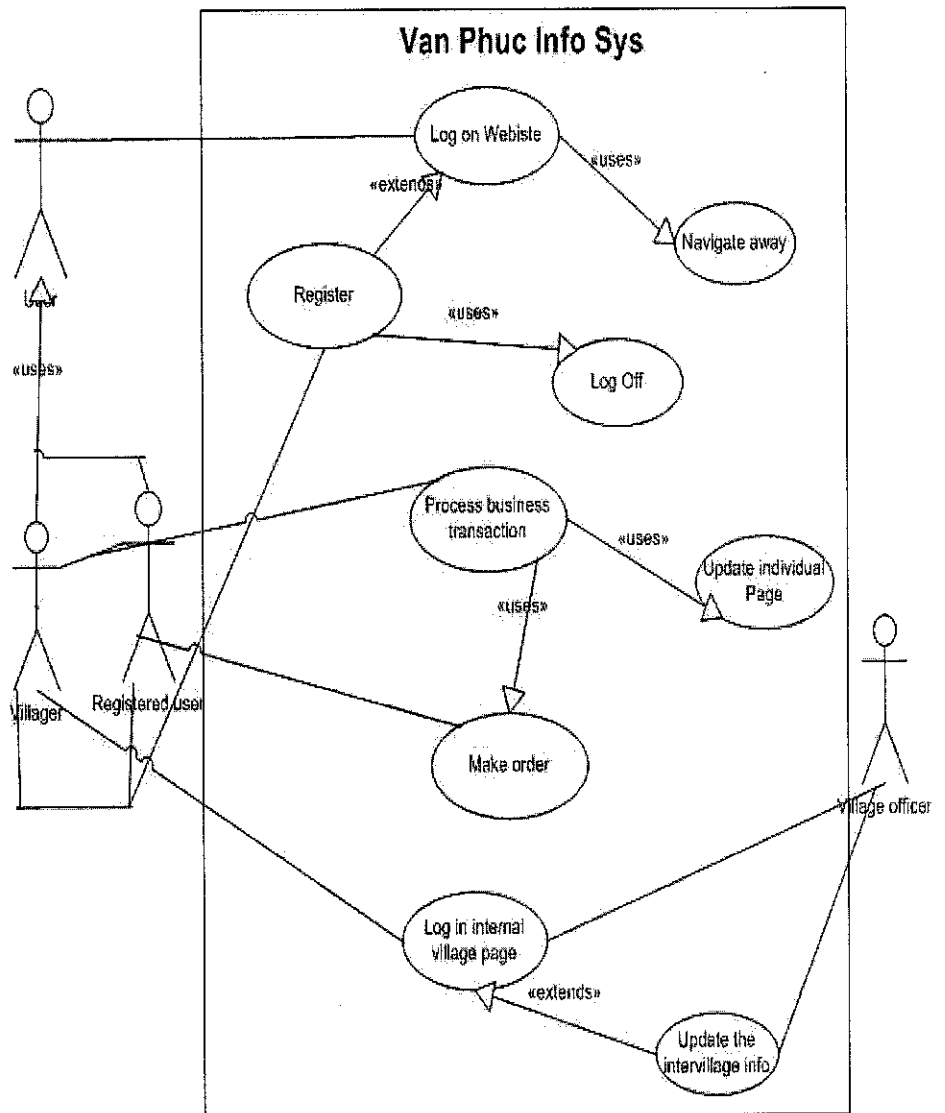 Van Phuc Info Sys
Log on Webiste
«uses»
«extends»
Navigate away
User
Register
«uses»
«uses»
Log Off
Process business
transaction
«uses»
Update individual
Page
«uses»
Villager
Registered user
Make order
Village officer
Log in internal
village page
«extends»
Update the
intervillage info